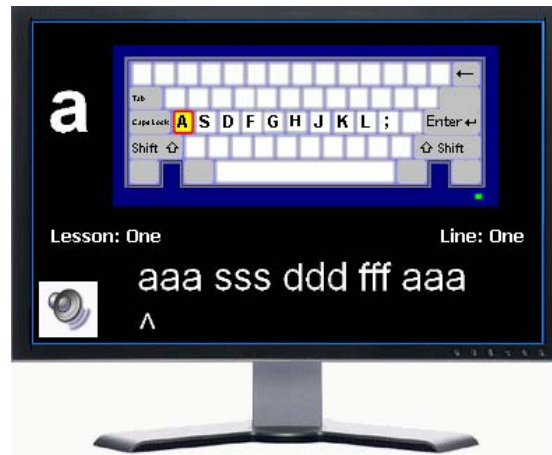 a
←
Tab
Caps Lock A S D F G H J K L ; Enter ↵
Shift ⇧ ⇧ Shift
Lesson: One Line: One
aaa sss ddd fff aaa
^